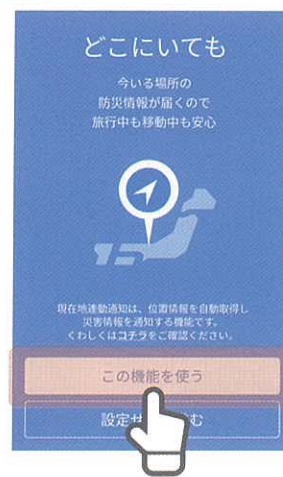 どこにいても
今いる場所の
防災情報が届くので
旅行中も移動中も安心
現在地連動通知は、位置情報を自動取得し
災害情報を通知する機能です。
くわしくはコチラをご確認ください。
この機能を使う
設定せ む